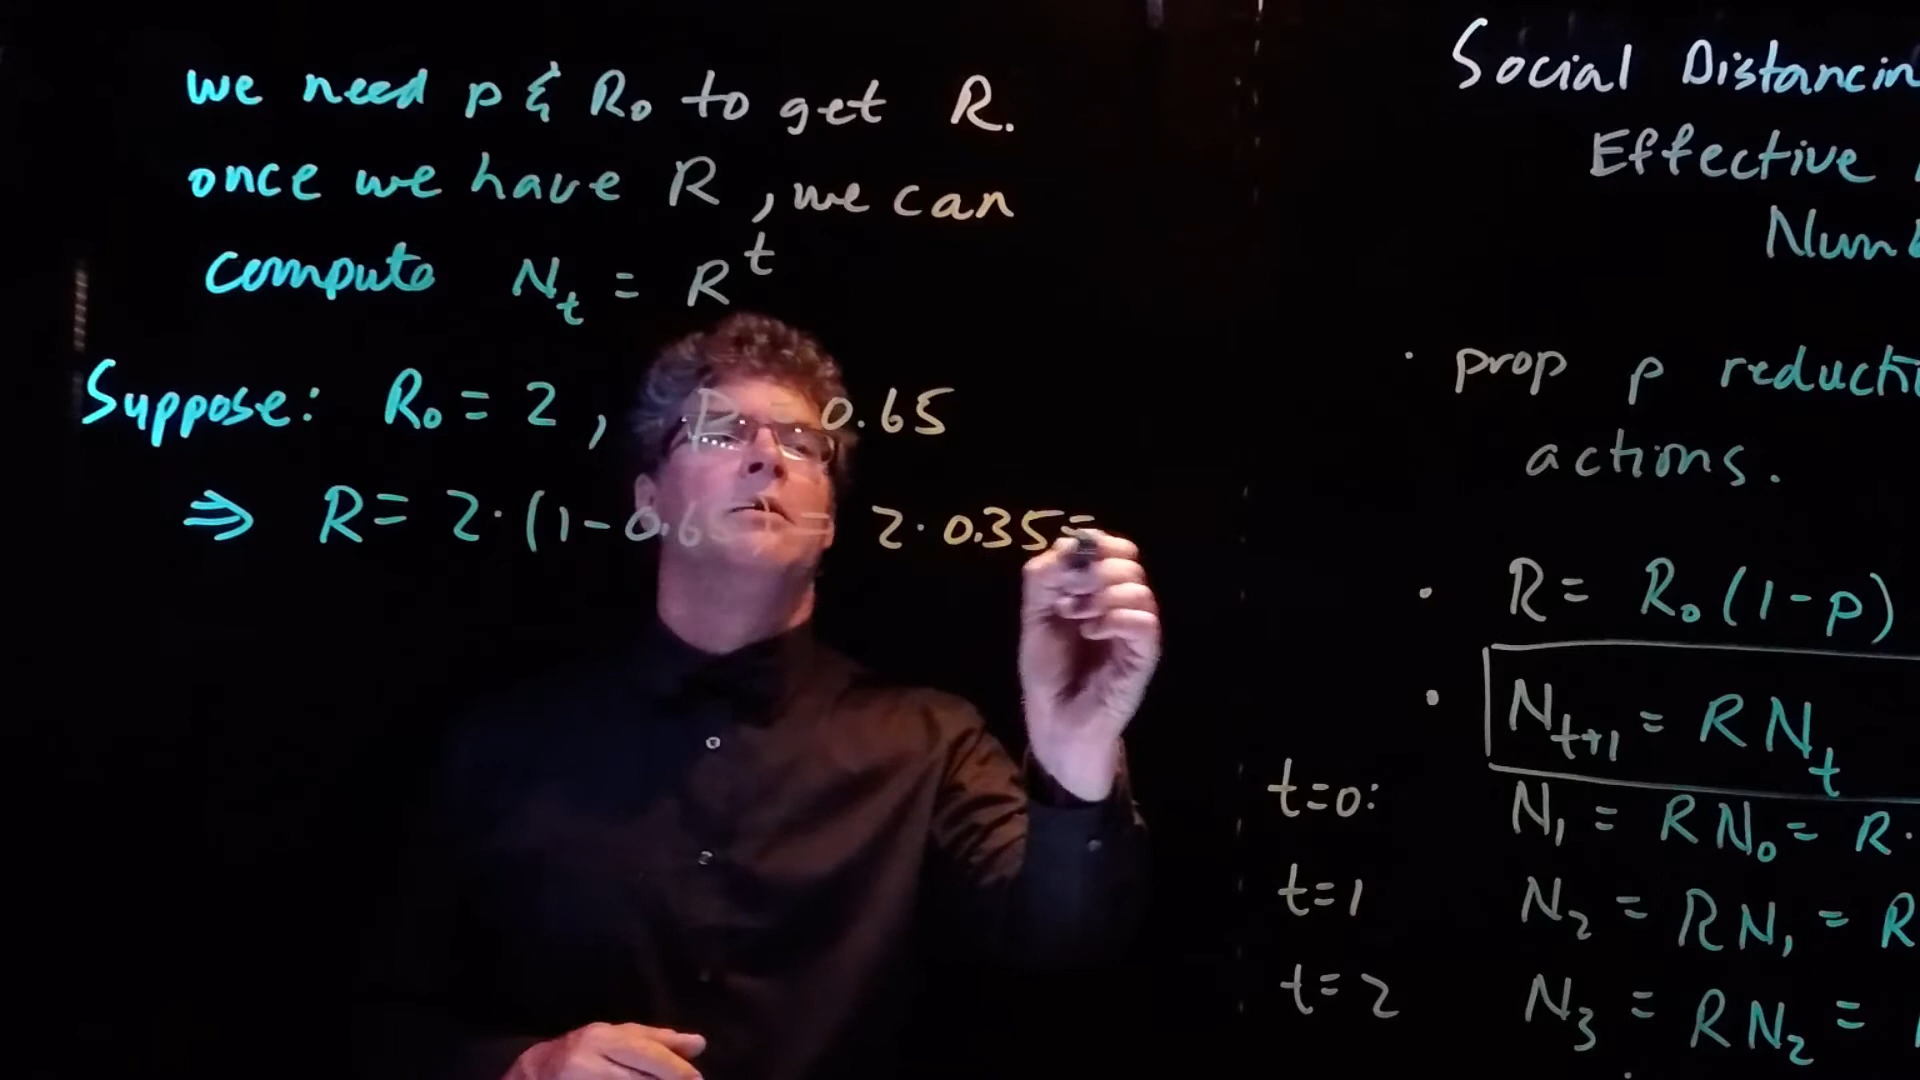 we need p & R₀ to get R.
once we have R, we can
compute Nₜ = Rᵗ
Suppose: R₀ = 2, p = 0.65
⇒ R = 2·(1-0.65) = 2·0.35=
Social Distancin
Effective
Num
· prop p reducti
actions.
· R = R₀(1-p)
· Nₜ₊₁ = R Nₜ
t=0: N₁ = R N₀ = R·
t=1 N₂ = R N₁ = R
t=2 N₃ = R N₂ =